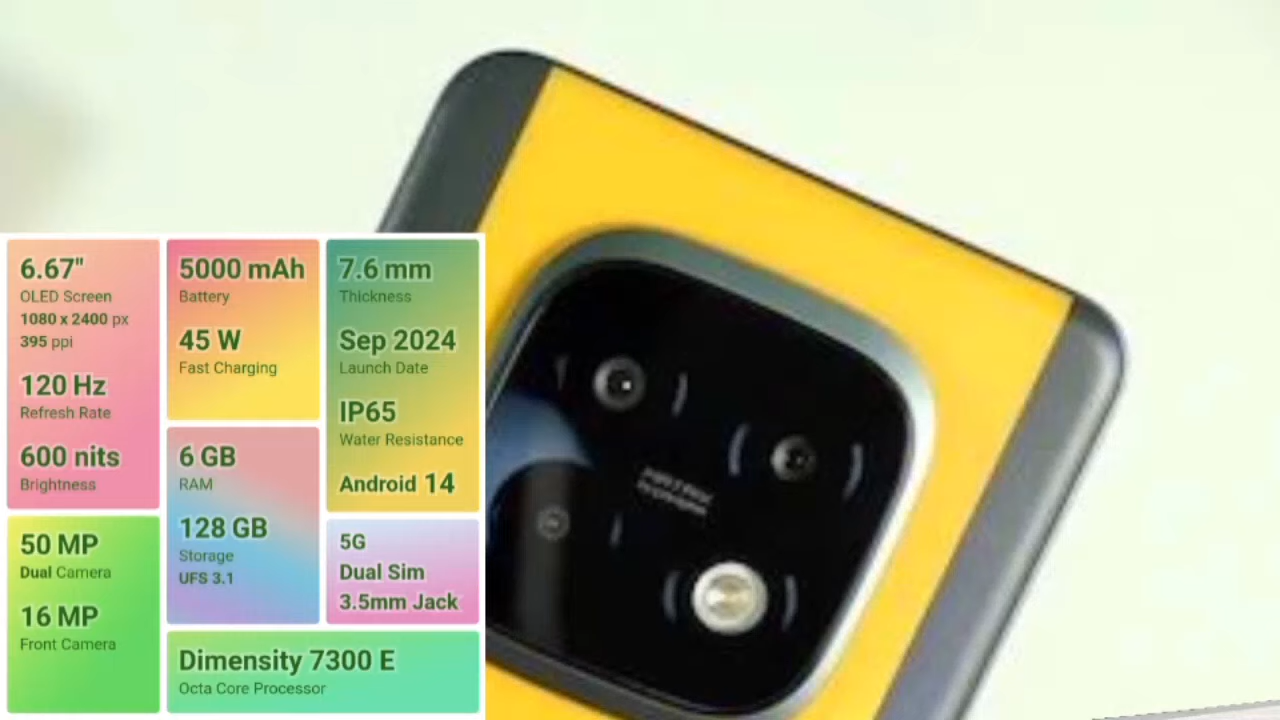 6.67"
OLED Screen
1080 x 2400 px
395 ppi
120 Hz
Refresh Rate
600 nits
Brightness
50 MP
Dual Camera
16 MP
Front Camera
5000 mAh
Battery
45 W
Fast Charging
6 GB
RAM
128 GB
Storage
UFS 3.1
7.6 mm
Thickness
Sep 2024
Launch Date
IP65
Water Resistance
Android 14
5G
Dual Sim
3.5mm Jack
Dimensity 7300 E
Octa Core Processor